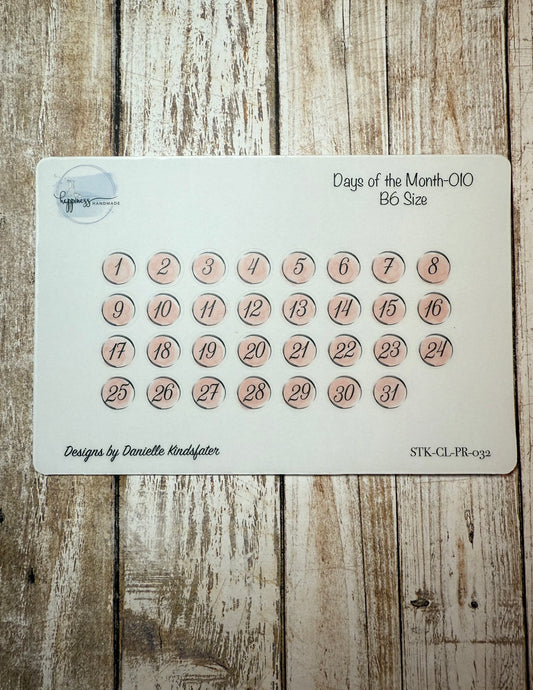 happiness
HANDMADE
Days of the Month-010
B6 Size
1 2 3 4 5 6 7 8
9 10 11 12 13 14 15 16
17 18 19 20 21 22 23 24
25 26 27 28 29 30 31
Designs by Danielle Kindsfater
STK-CL-PR-032